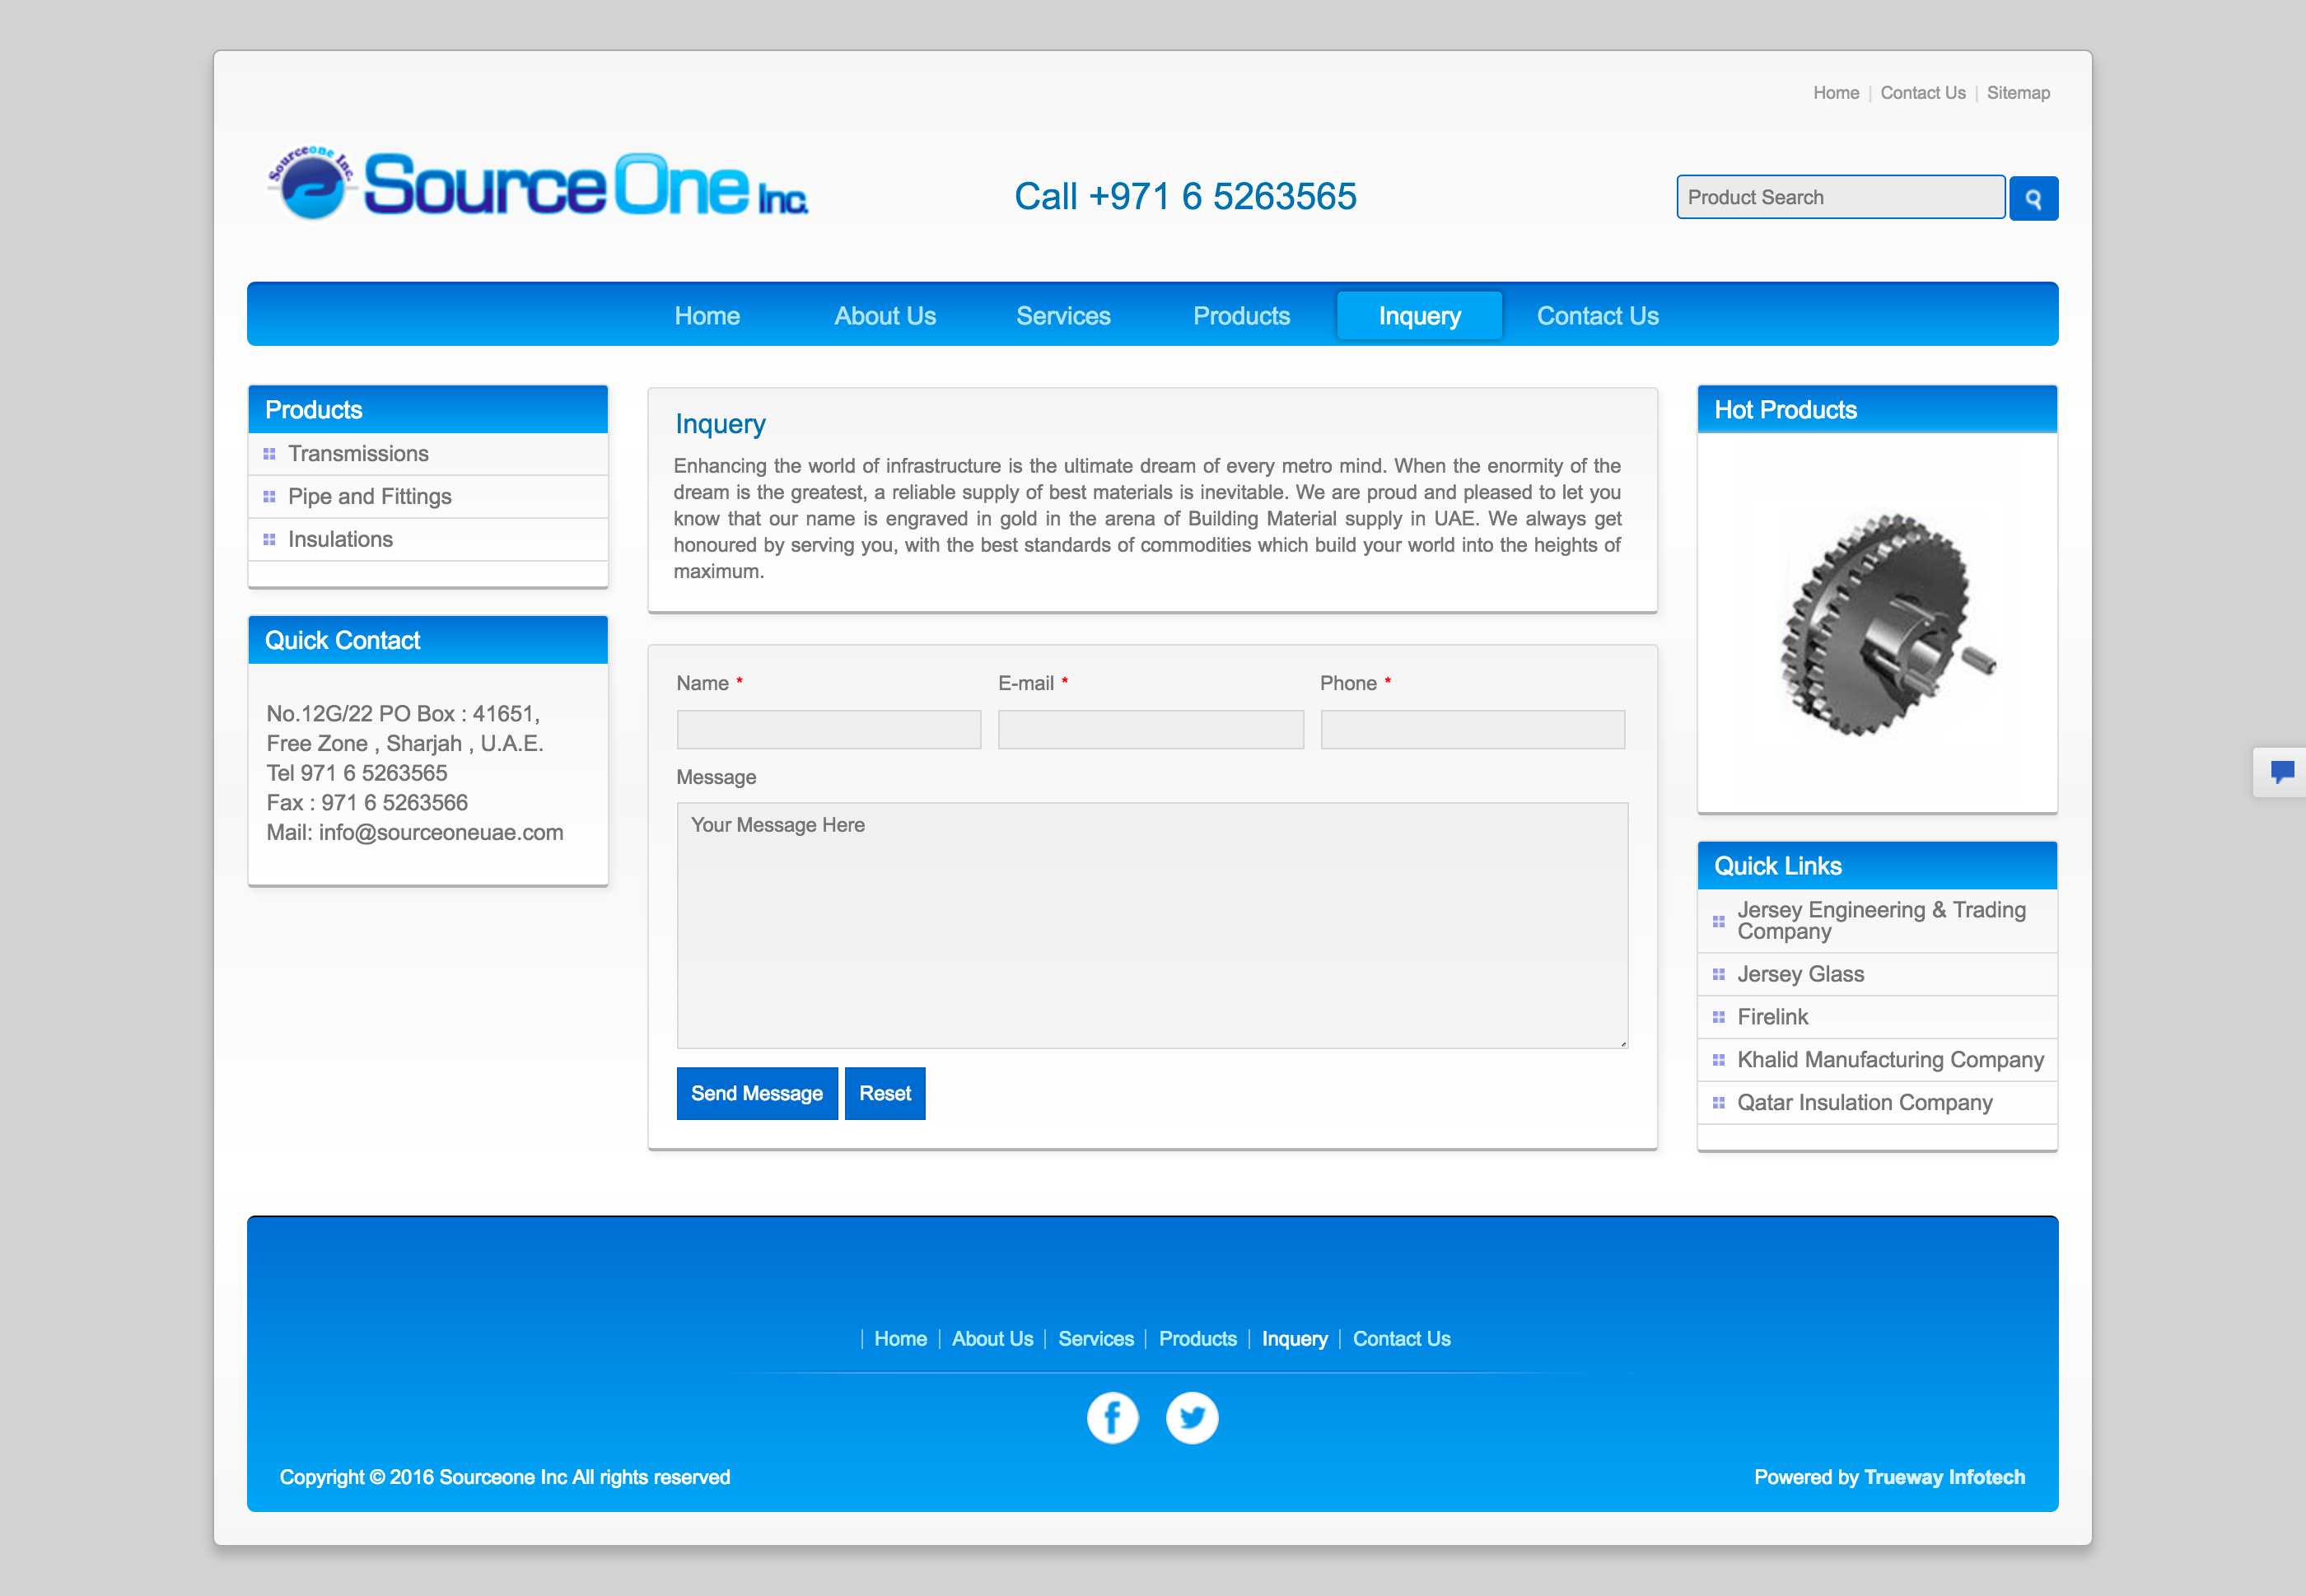 Home | Contact Us | Sitemap
Sourceone Inc.
Source One Inc.
Call +971 6 5263565
Product Search
Home About Us Services Products Inquery Contact Us
Products
Transmissions
Pipe and Fittings
Insulations
Quick Contact
No.12G/22 PO Box : 41651,
Free Zone , Sharjah , U.A.E.
Tel 971 6 5263565
Fax : 971 6 5263566
Mail: info@sourceoneuae.com
Inquery
Enhancing the world of infrastructure is the ultimate dream of every metro mind. When the enormity of the
dream is the greatest, a reliable supply of best materials is inevitable. We are proud and pleased to let you
know that our name is engraved in gold in the arena of Building Material supply in UAE. We always get
honoured by serving you, with the best standards of commodities which build your world into the heights of
maximum.
Name * E-mail * Phone *
Message
Your Message Here
Send Message Reset
Hot Products
Quick Links
Jersey Engineering & Trading
Company
Jersey Glass
Firelink
Khalid Manufacturing Company
Qatar Insulation Company
| Home | About Us | Services | Products | Inquery | Contact Us
Copyright © 2016 Sourceone Inc All rights reserved
Powered by Trueway Infotech